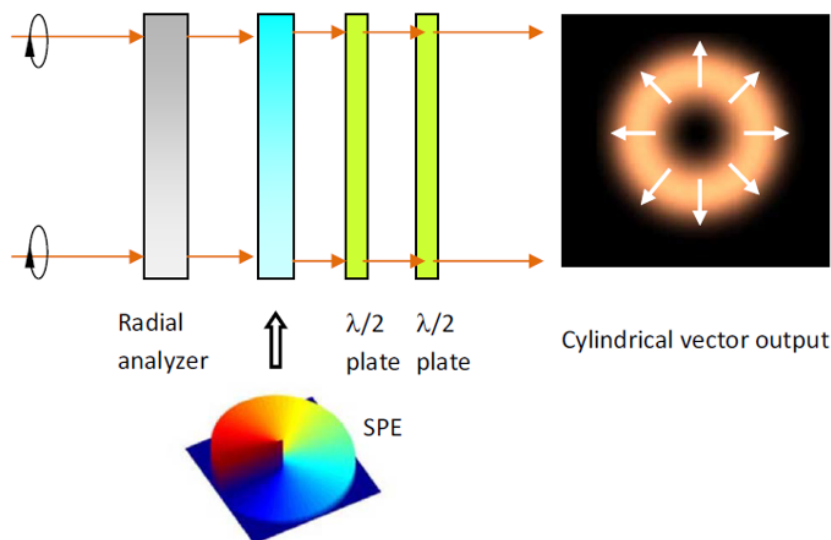 Radial
analyzer
λ/2
plate
λ/2
plate
Cylindrical vector output
SPE